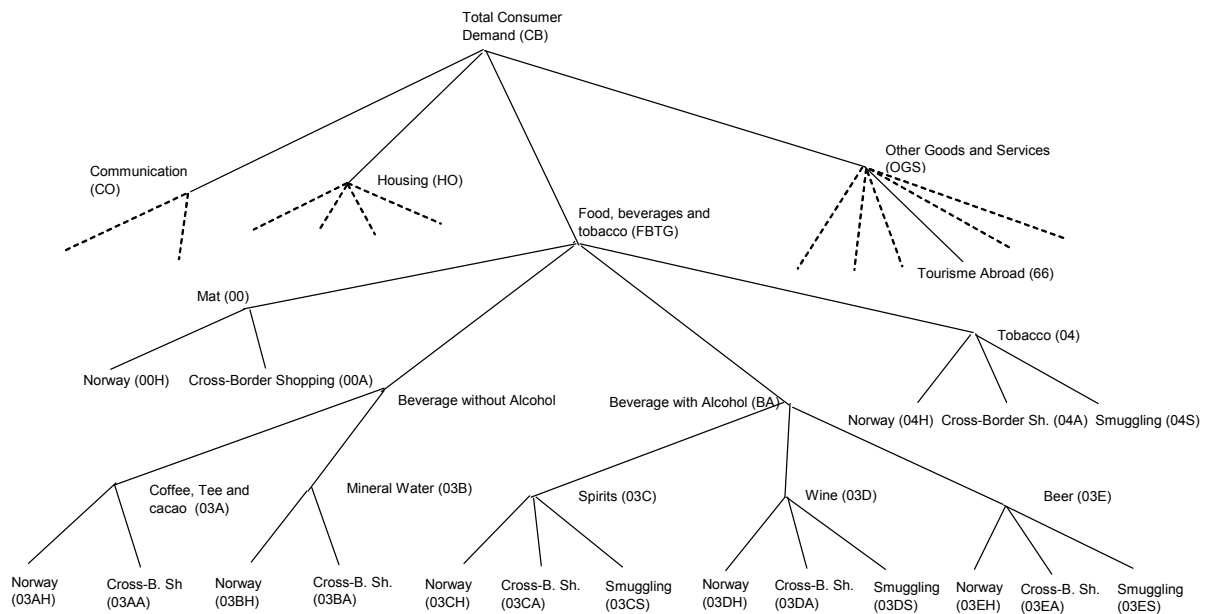 Total Consumer
Demand (CB)
Communication
(CO)
Housing (HO)
Other Goods and Services
(OGS)
Food, beverages and
tobacco (FBTG)
Tourisme Abroad (66)
Mat (00)
Tobacco (04)
Norway (00H)
Cross-Border Shopping (00A)
Beverage without Alcohol
Beverage with Alcohol (BA)
Norway (04H)
Cross-Border Sh. (04A)
Smuggling (04S)
Coffee, Tee and
cacao (03A)
Mineral Water (03B)
Spirits (03C)
Wine (03D)
Beer (03E)
Norway
(03AH)
Cross-B. Sh
(03AA)
Norway
(03BH)
Cross-B. Sh.
(03BA)
Norway
(03CH)
Cross-B. Sh.
(03CA)
Smuggling
(03CS)
Norway
(03DH)
Cross-B. Sh.
(03DA)
Smuggling
(03DS)
Norway
(03EH)
Cross-B. Sh.
(03EA)
Smuggling
(03ES)